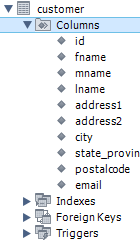 customer
Columns
id
fname
mname
lname
address1
address2
city
state_provin
postalcode
email
Indexes
Foreign Keys
Triggers